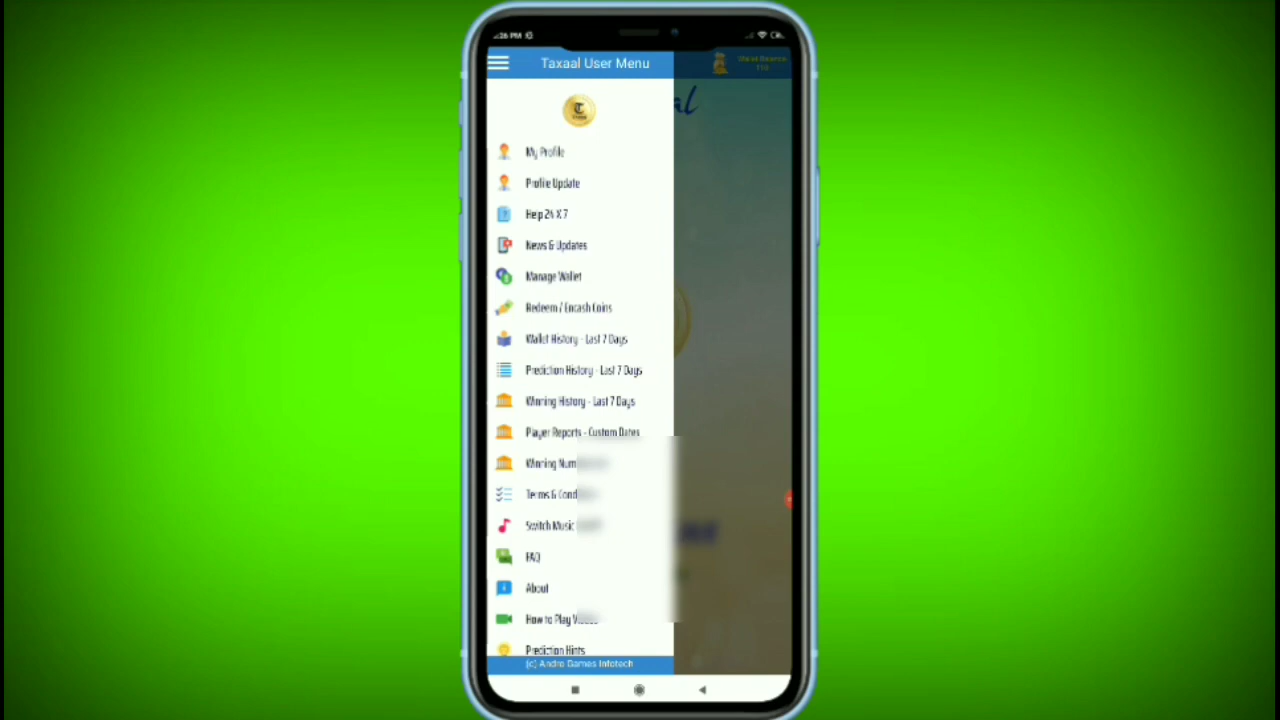 Taxaal User Menu
My Profile
Profile Update
Help 24 X 7
News & Updates
Manage Wallet
Redeem / Encash Coins
Wallet History - Last 7 Days
Prediction History - Last 7 Days
Winning History - Last 7 Days
Player Reports - Custom Dates
Winning
Terms &
Switch Music
FAQ
About
How to Play
Prediction Hints
(c) Andro Games Infotech